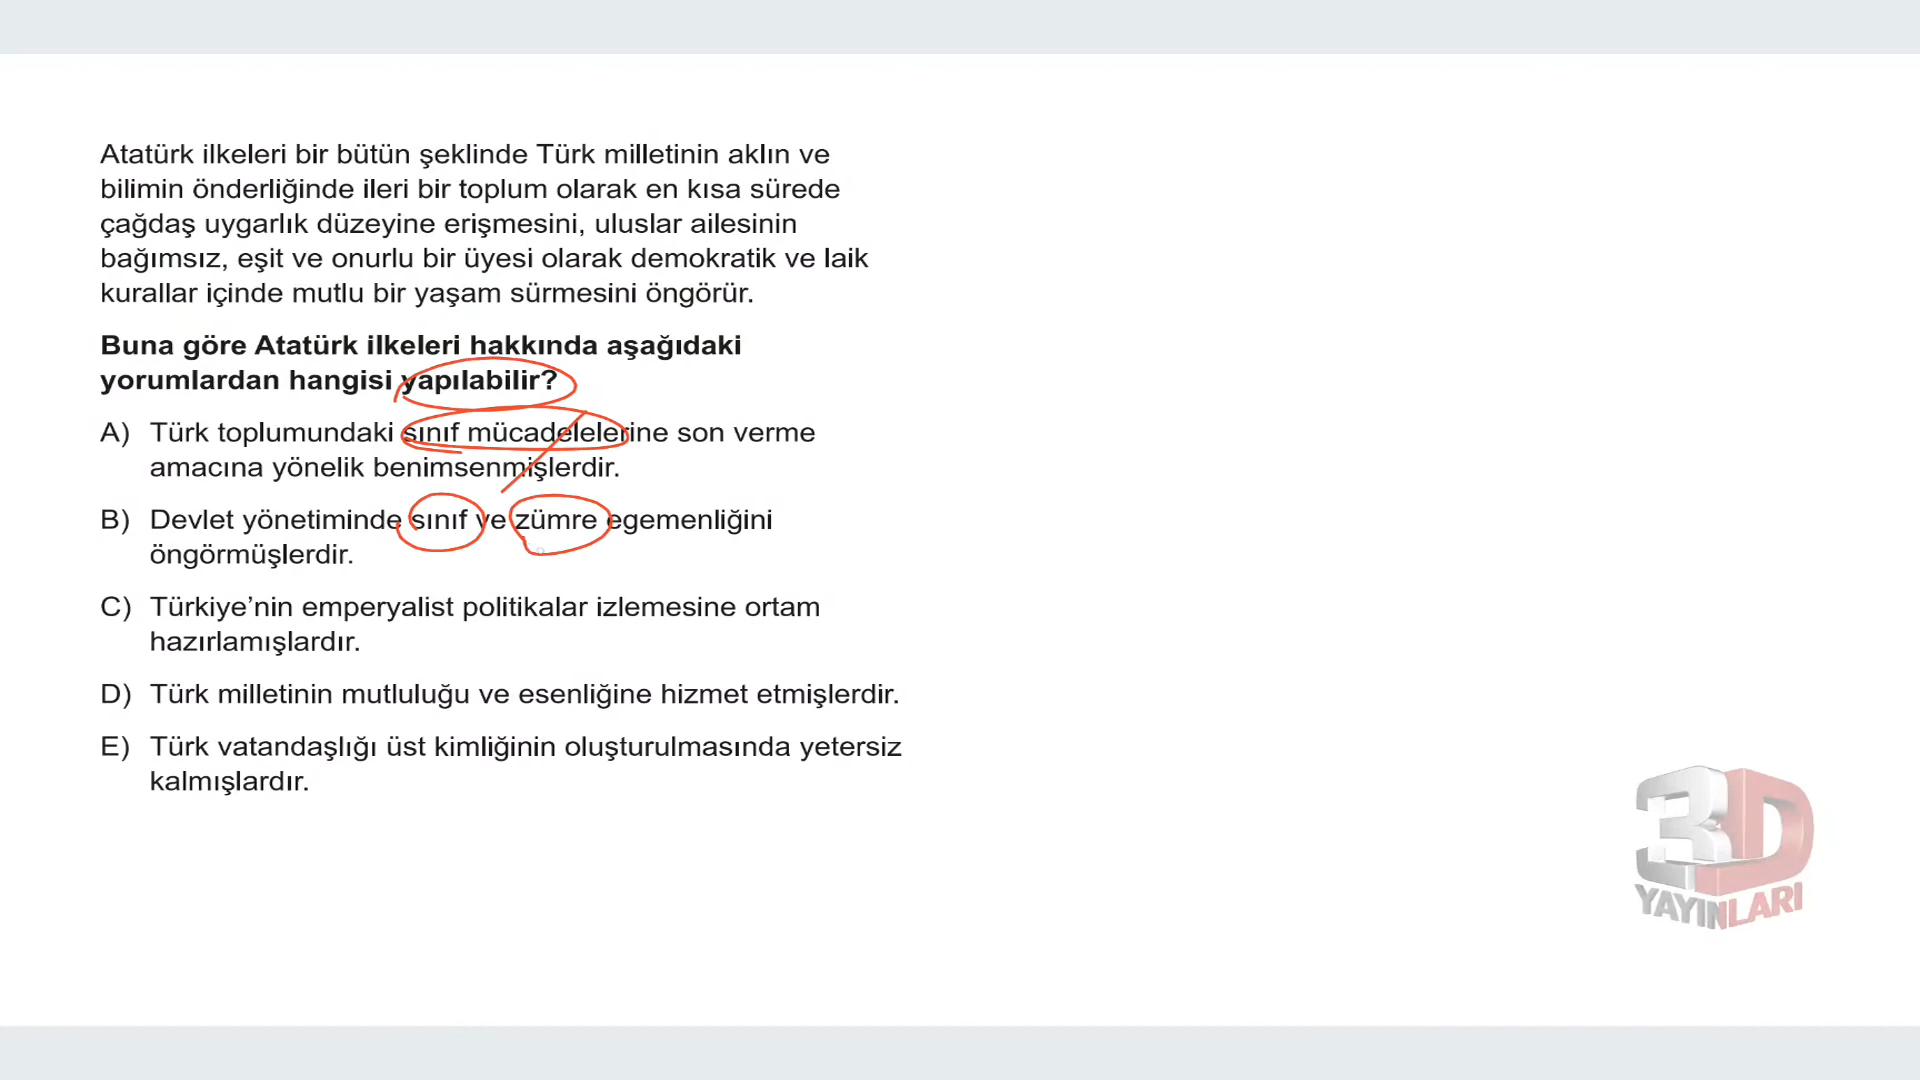 Atatürk ilkeleri bir bütün şeklinde Türk milletinin aklın ve
bilimin önderliğinde ileri bir toplum olarak en kısa sürede
çağdaş uygarlık düzeyine erişmesini, uluslar ailesinin
bağımsız, eşit ve onurlu bir üyesi olarak demokratik ve laik
kurallar içinde mutlu bir yaşam sürmesini öngörür.
Buna göre Atatürk ilkeleri hakkında aşağıdaki
yorumlardan hangisi yapılabilir?
A) Türk toplumundaki sınıf mücadelelerine son verme
amacına yönelik benimsenmişlerdir.
B) Devlet yönetiminde sınıf ve zümre egemenliğini
öngörmüşlerdir.
C) Türkiye’nin emperyalist politikalar izlemesine ortam
hazırlamışlardır.
D) Türk milletinin mutluluğu ve esenliğine hizmet etmişlerdir.
E) Türk vatandaşlığı üst kimliğinin oluşturulmasında yetersiz
kalmışlardır.
3D
YAYINLARI